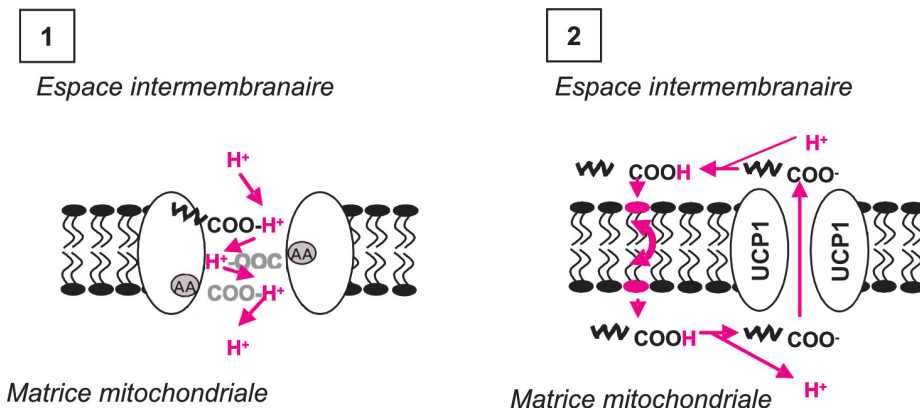 1
Espace intermembranaire
H⁺
COO-H⁺
H⁺-OOC
AA
AA
COO-H⁺
H⁺
Matrice mitochondriale
2
Espace intermembranaire
H⁺
COOH
COO⁻
UCP1
UCP1
COOH
COO⁻
H⁺
Matrice mitochondriale